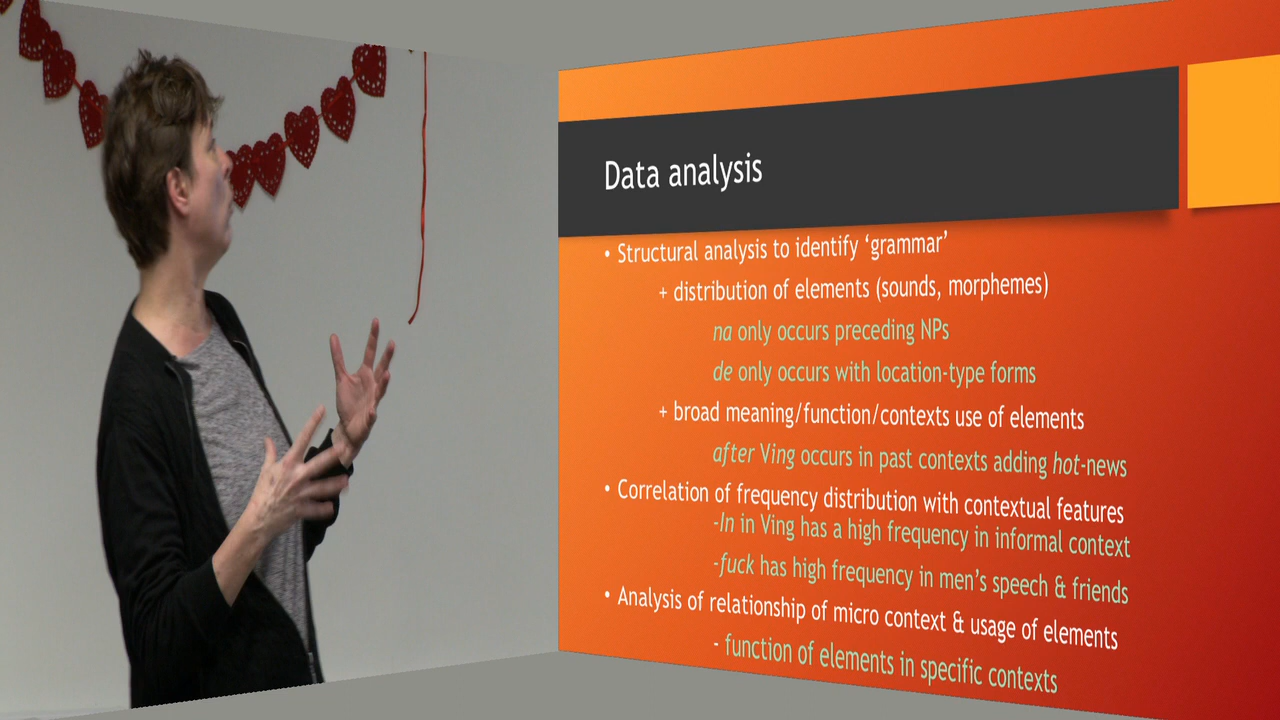 Data analysis
• Structural analysis to identify ‘grammar’
+ distribution of elements (sounds, morphemes)
na only occurs preceding NPs
de only occurs with location-type forms
+ broad meaning/function/contexts use of elements
after Ving occurs in past contexts adding hot-news
• Correlation of frequency distribution with contextual features
-In in Ving has a high frequency in informal context
-fuck has high frequency in men’s speech & friends
• Analysis of relationship of micro context & usage of elements
- function of elements in specific contexts